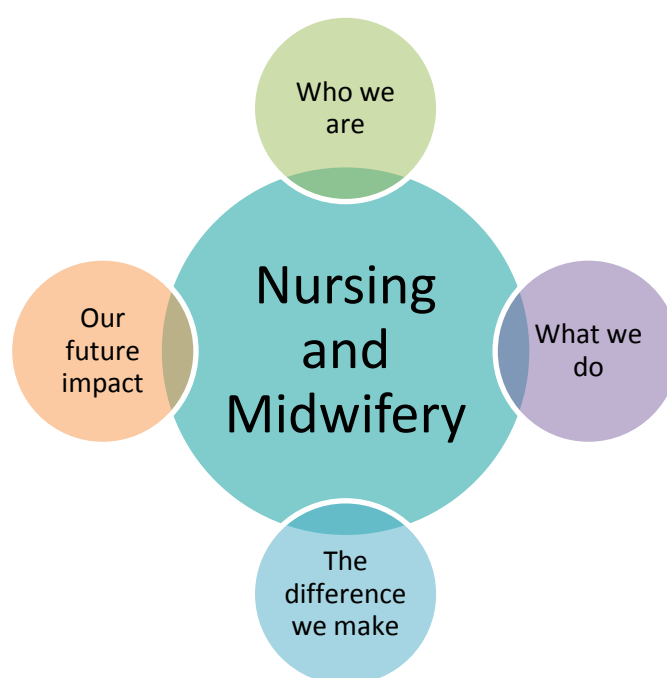 Who we
are
Nursing
and
Midwifery
Our
future
impact
What we
do
The
difference
we make